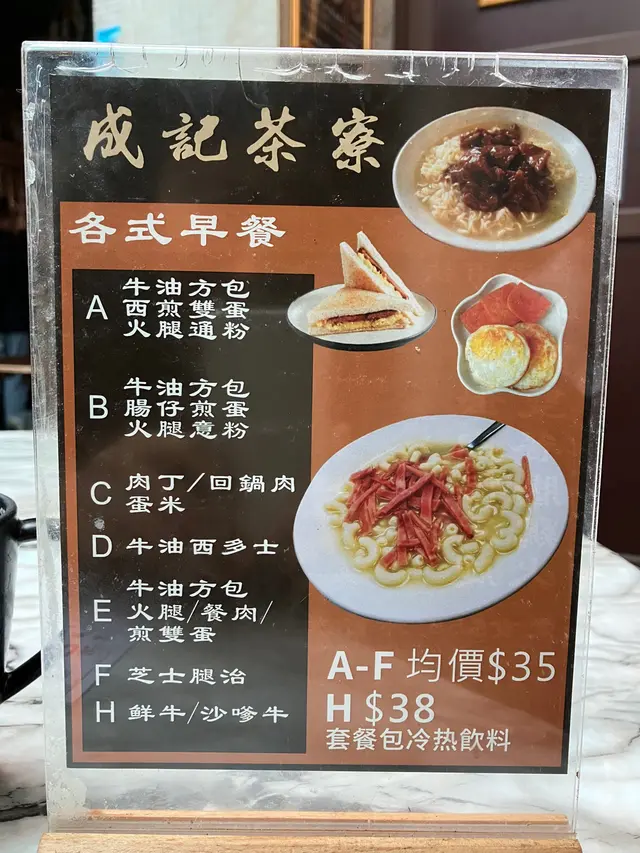 成記茶寮
各式早餐
A
牛油方包
西煎雙蛋
火腿通粉
B
牛油方包
腸仔煎蛋
火腿意粉
C
肉丁/回鍋肉
蛋米
D 牛油西多士
E
牛油方包
火腿/餐肉/
煎雙蛋
F 芝士腿治
H 鲜牛/沙嗲牛
A-F 均價$35
H $38
套餐包冷热飲料